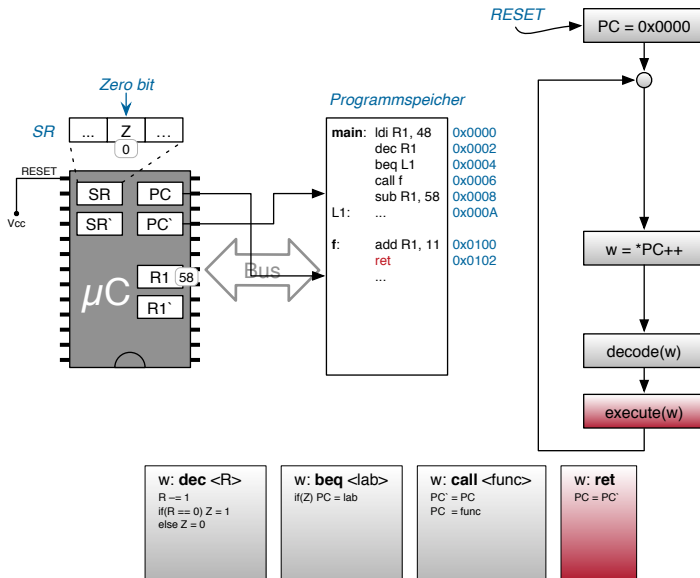 RESET
PC = 0x0000
Zero bit
Programmspeicher
SR
... Z ...
0
main: ldi R1, 48 0x0000
dec R1 0x0002
beq L1 0x0004
call f 0x0006
sub R1, 58 0x0008
L1: ... 0x000A
f: add R1, 11 0x0100
ret 0x0102
...
RESET
Vcc
SR PC
SR` PC`
R1 58
R1`
µC
Bus
w = *PC++
decode(w)
execute(w)
w: dec <R>
R -= 1
if(R == 0) Z = 1
else Z = 0
w: beq <lab>
if(Z) PC = lab
w: call <func>
PC` = PC
PC = func
w: ret
PC = PC`